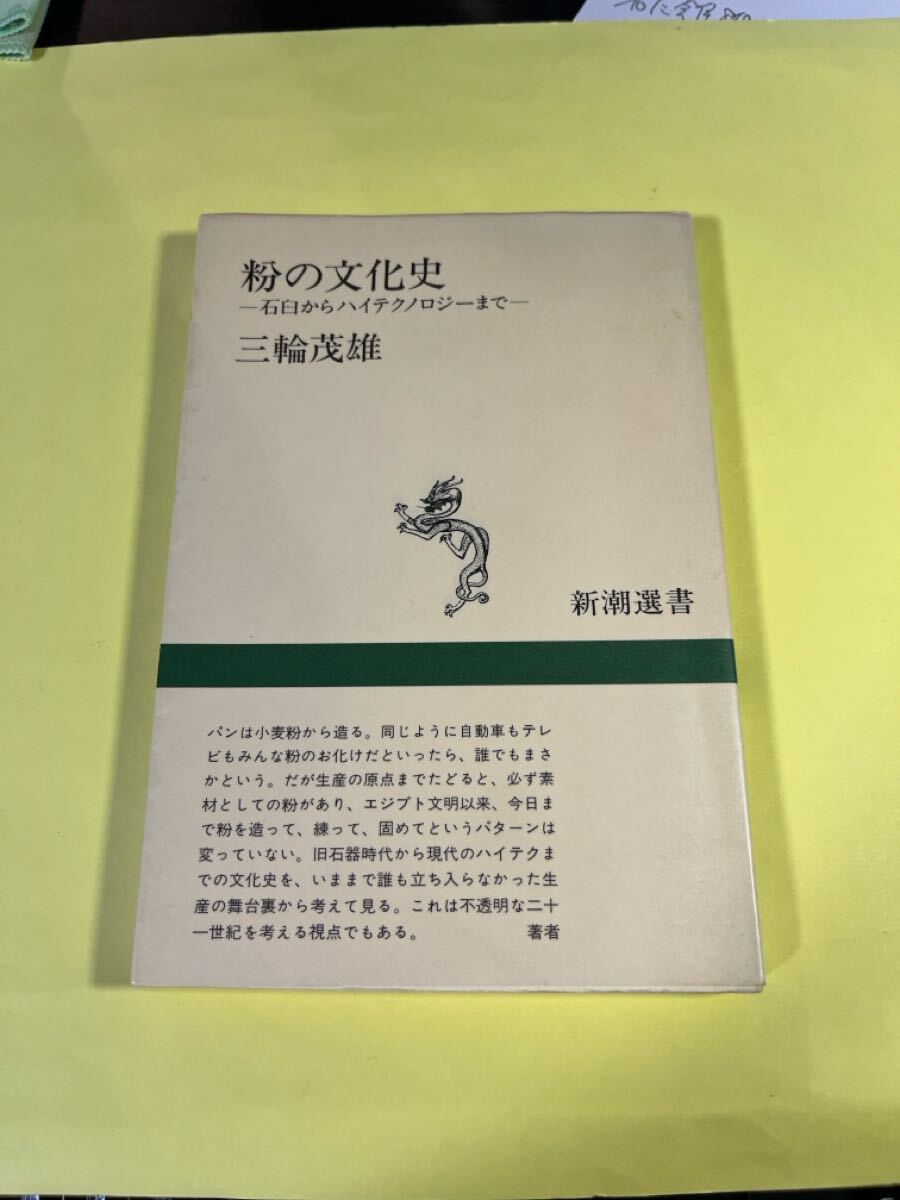 粉の文化史
―石臼からハイテクノロジーまで―
三輪茂雄
新潮選書
パンは小麦粉から造る。同じように自動車もテレ
ビもみんな粉のお化けだといったら、誰でもまさ
かという。だが生産の原点までたどると、必ず素
材としての粉があり、エジプト文明以来、今日ま
で粉を造って、練って、固めてというパターンは
変っていない。旧石器時代から現代のハイテクま
での文化史を、いままで誰も立ち入らなかった生
産の舞台裏から考えて見る。これは不透明な二十
一世紀を考える視点でもある。 著者